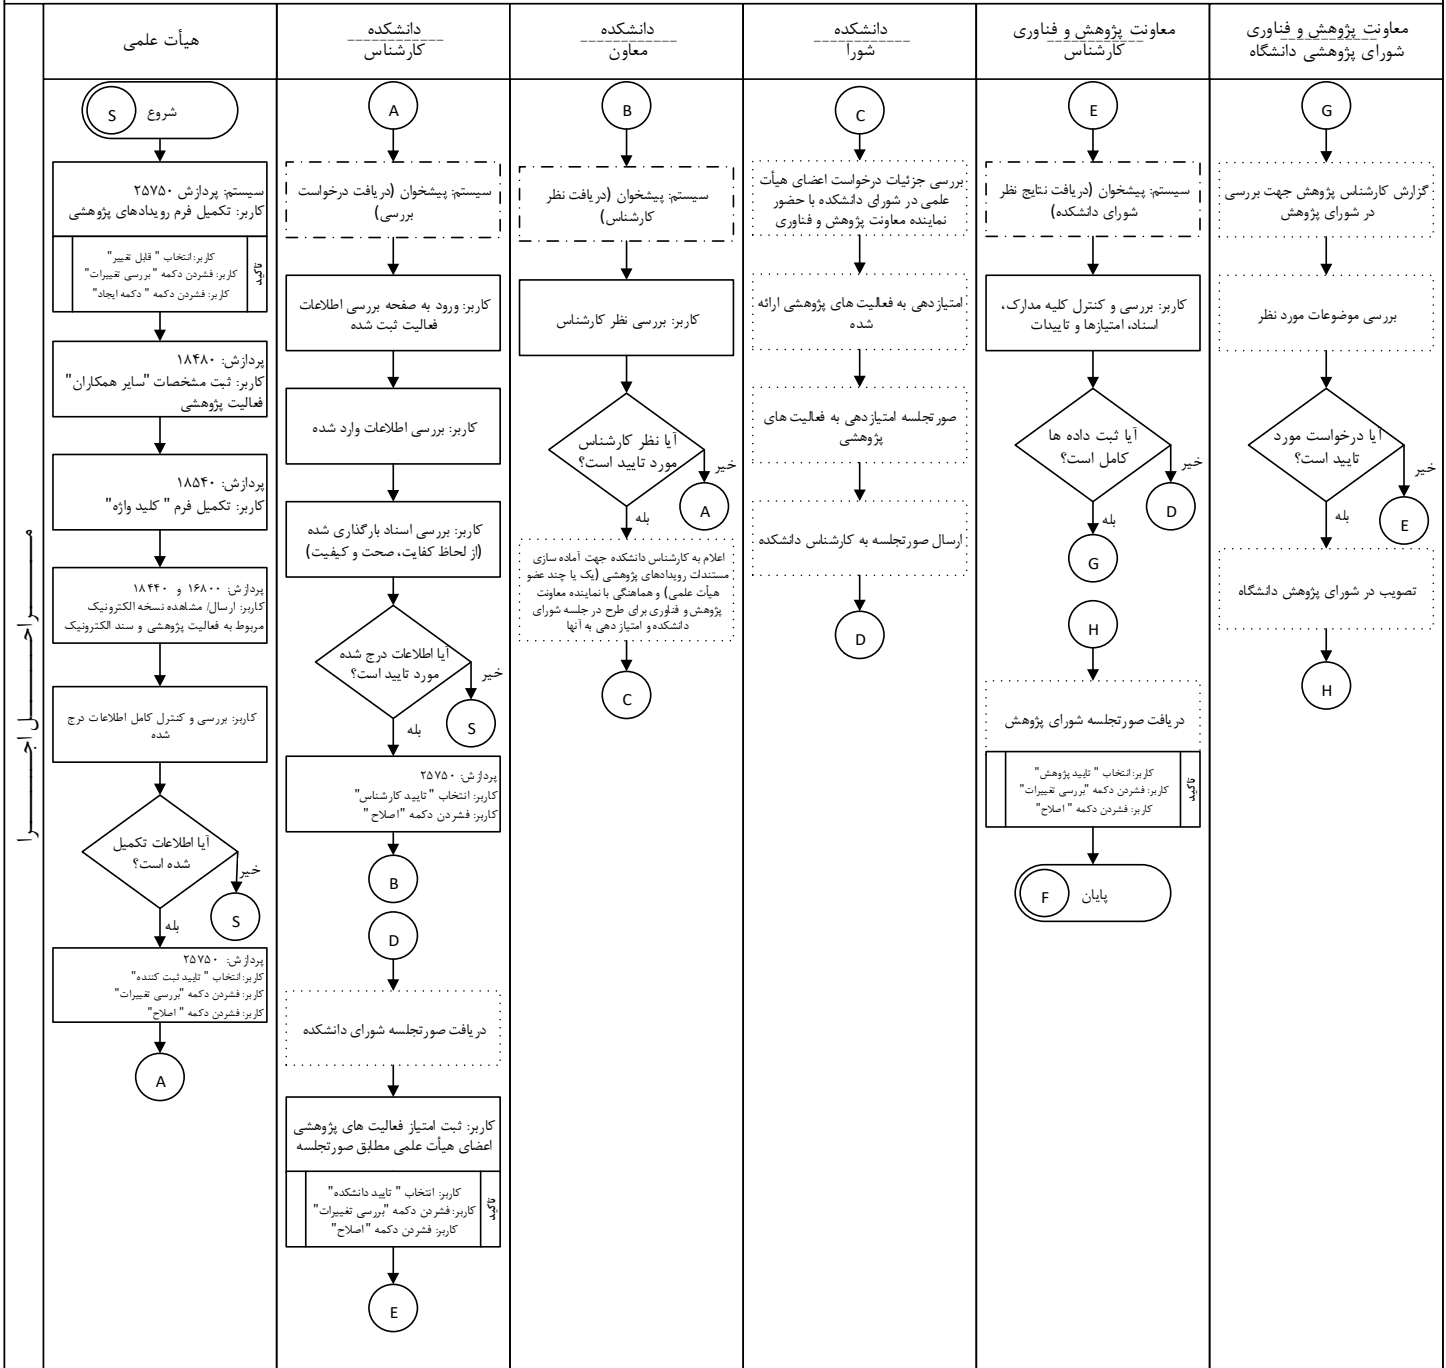 هیأت علمی
دانشکده
کارشناس
دانشکده
معاون
دانشکده
شورا
معاونت پژوهش و فناوری
کارشناس
معاونت پژوهش و فناوری
شورای پژوهشی دانشگاه
مراحل اجرا
شروع
S
سیستم: پردازش ۲۵۷۵۰
کاربر: تکمیل فرم رویدادهای پژوهشی
تاکید
کاربر: انتخاب " قابل تغییر"
کاربر: فشردن دکمه " بررسی تغییرات"
کاربر: فشردن دکمه " دکمه ایجاد"
پردازش: ۱۸۴۸۰
کاربر: ثبت مشخصات "سایر همکاران"
فعالیت پژوهشی
پردازش: ۱۸۵۴۰
کاربر: تکمیل فرم " کلید واژه"
پردازش: ۱۶۸۰۰ و ۱۸۴۴۰
کاربر: ارسال/ مشاهده نسخه الکترونیک
مربوط به فعالیت پژوهشی و سند الکترونیک
کاربر: بررسی و کنترل کامل اطلاعات درج
شده
آیا اطلاعات تکمیل
شده است؟
خیر
S
بله
پردازش: ۲۵۷۵۰
کاربر: انتخاب " تایید ثبت کننده"
کاربر: فشردن دکمه "بررسی تغییرات"
کاربر: فشردن دکمه " اصلاح"
A
A
سیستم: پیشخوان (دریافت درخواست
بررسی)
کاربر: ورود به صفحه بررسی اطلاعات
فعالیت ثبت شده
کاربر: بررسی اطلاعات وارد شده
کاربر: بررسی اسناد بارگذاری شده
(از لحاظ کفایت، صحت و کیفیت)
آیا اطلاعات درج شده
مورد تایید است؟
خیر
S
بله
پردازش: ۲۵۷۵۰
کاربر: انتخاب " تایید کارشناس"
کاربر: فشردن دکمه "اصلاح"
B
D
دریافت صورتجلسه شورای دانشکده
کاربر: ثبت امتیاز فعالیت های پژوهشی
اعضای هیأت علمی مطابق صورتجلسه
تاکید
کاربر: انتخاب " تایید دانشکده"
کاربر: فشردن دکمه "بررسی تغییرات"
کاربر: فشردن دکمه "اصلاح"
E
B
سیستم: پیشخوان (دریافت نظر
کارشناس)
کاربر: بررسی نظر کارشناس
آیا نظر کارشناس
مورد تایید است؟
خیر
A
بله
اعلام به کارشناس دانشکده جهت آماده سازی
مستندات رویدادهای پژوهشی (یک یا چند عضو
هیأت علمی) و هماهنگی با نماینده معاونت
پژوهش و فناوری برای طرح در جلسه شورای
دانشکده و امتیاز دهی به آنها
C
C
بررسی جزئیات درخواست اعضای هیأت
علمی در شورای دانشکده با حضور
نماینده معاونت پژوهش و فناوری
امتیازدهی به فعالیت های پژوهشی ارائه
شده
صورتجلسه امتیازدهی به فعالیت های
پژوهشی
ارسال صورتجلسه به کارشناس دانشکده
D
E
سیستم: پیشخوان (دریافت نتایج نظر
شورای دانشکده)
کاربر: بررسی و کنترل کلیه مدارک،
اسناد، امتیازها و تاییدات
آیا ثبت داده ها
کامل است؟
خیر
D
بله
G
H
دریافت صورتجلسه شورای پژوهش
تاکید
کاربر: انتخاب " تایید پژوهش"
کاربر: فشردن دکمه "بررسی تغییرات"
کاربر: فشردن دکمه " اصلاح"
پایان
F
G
گزارش کارشناس پژوهش جهت بررسی
در شورای پژوهش
بررسی موضوعات مورد نظر
آیا درخواست مورد
تایید است؟
خیر
E
بله
تصویب در شورای پژوهش دانشگاه
H